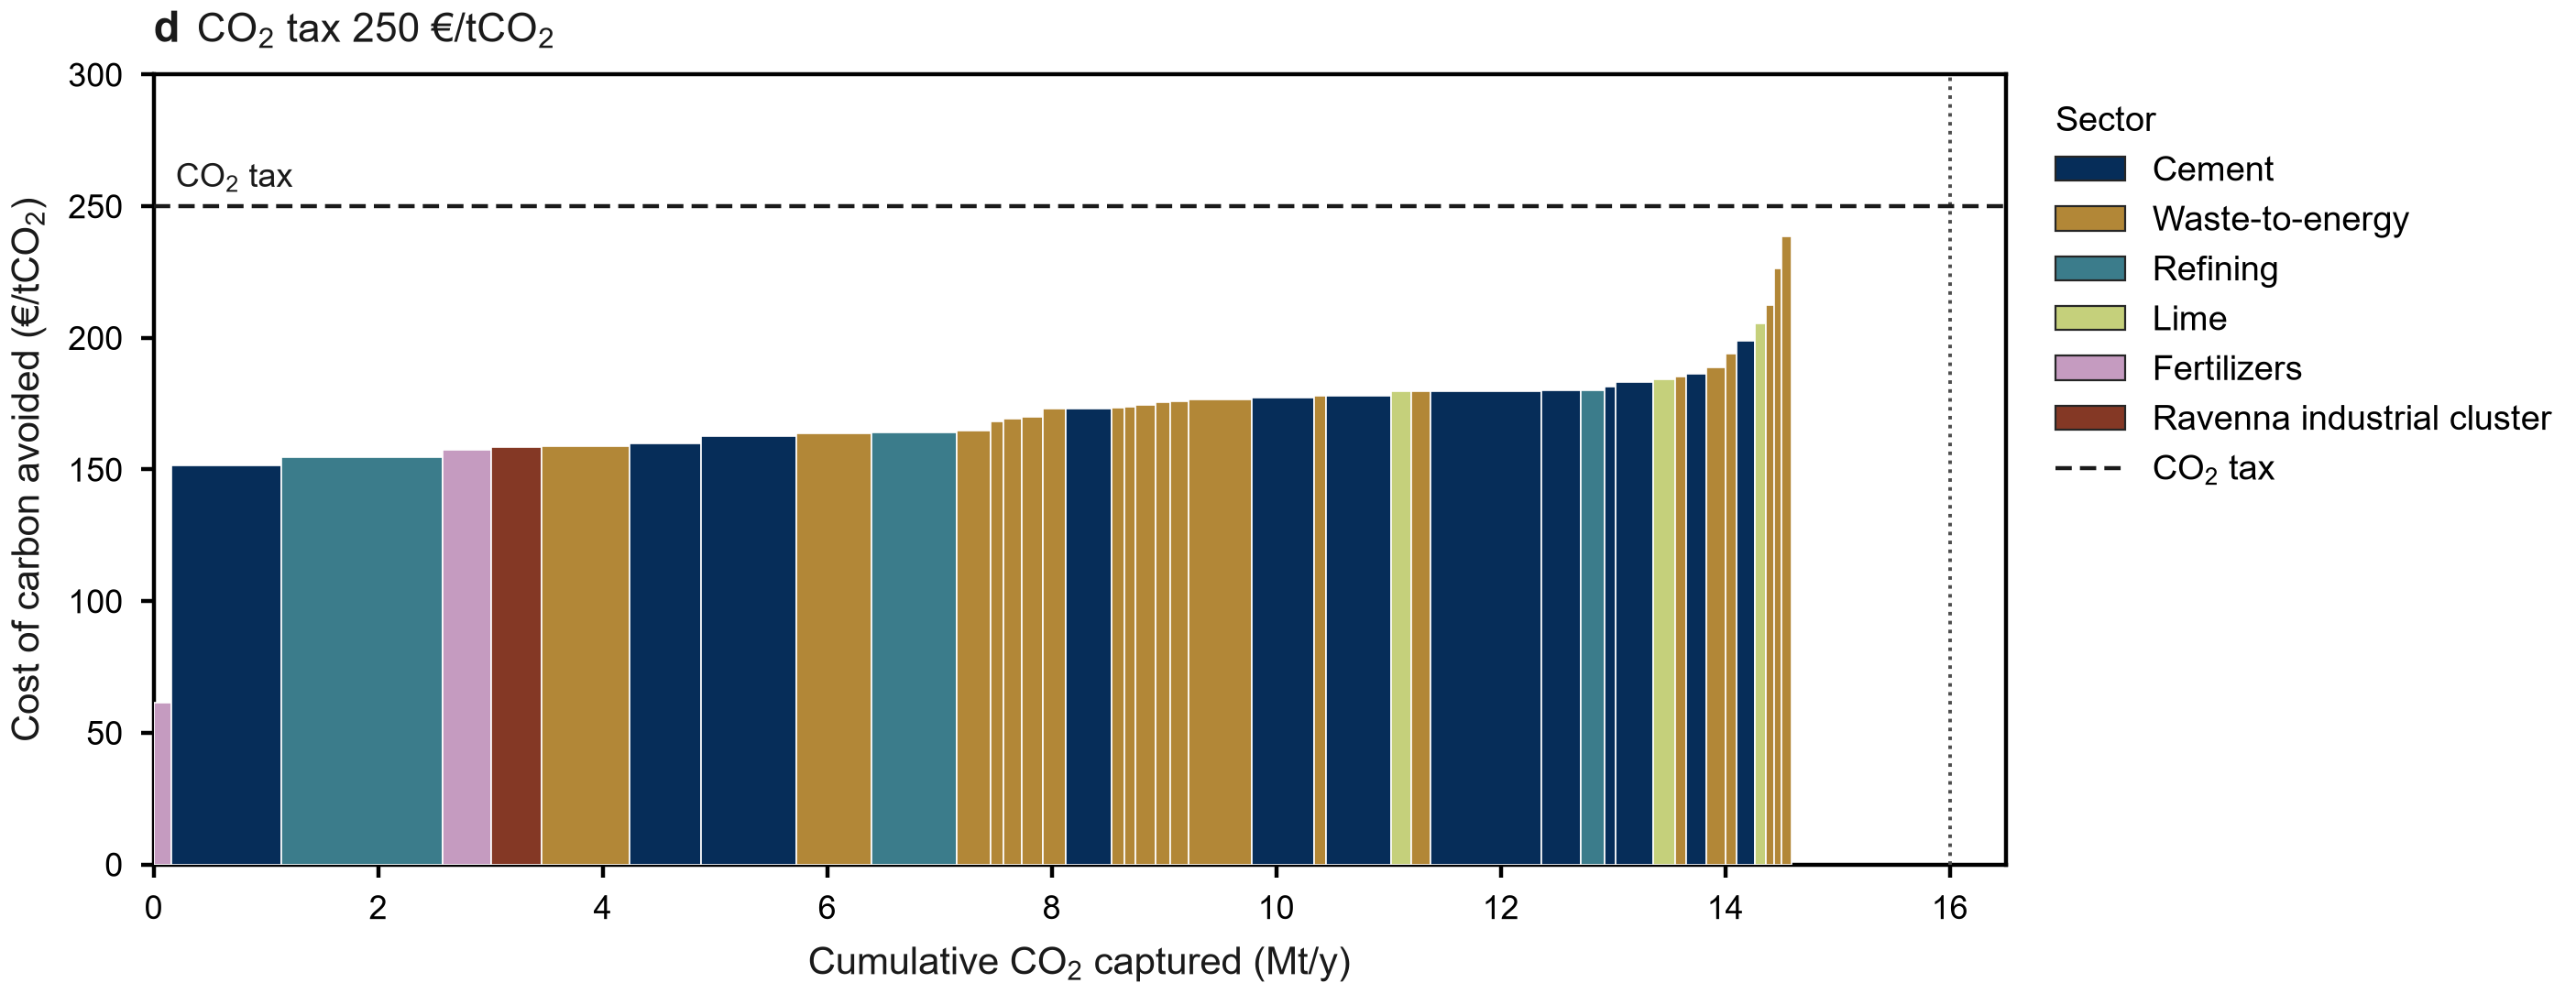 d CO₂ tax 250 €/tCO₂
Cost of carbon avoided (€/tCO₂)
300
250
200
150
100
50
0
CO₂ tax
0 2 4 6 8 10 12 14 16
Cumulative CO₂ captured (Mt/y)
Sector
Cement
Waste-to-energy
Refining
Lime
Fertilizers
Ravenna industrial cluster
CO₂ tax